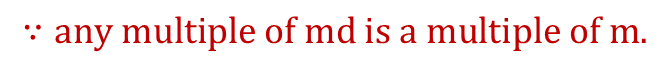 ∵ any multiple of md is a multiple of m.